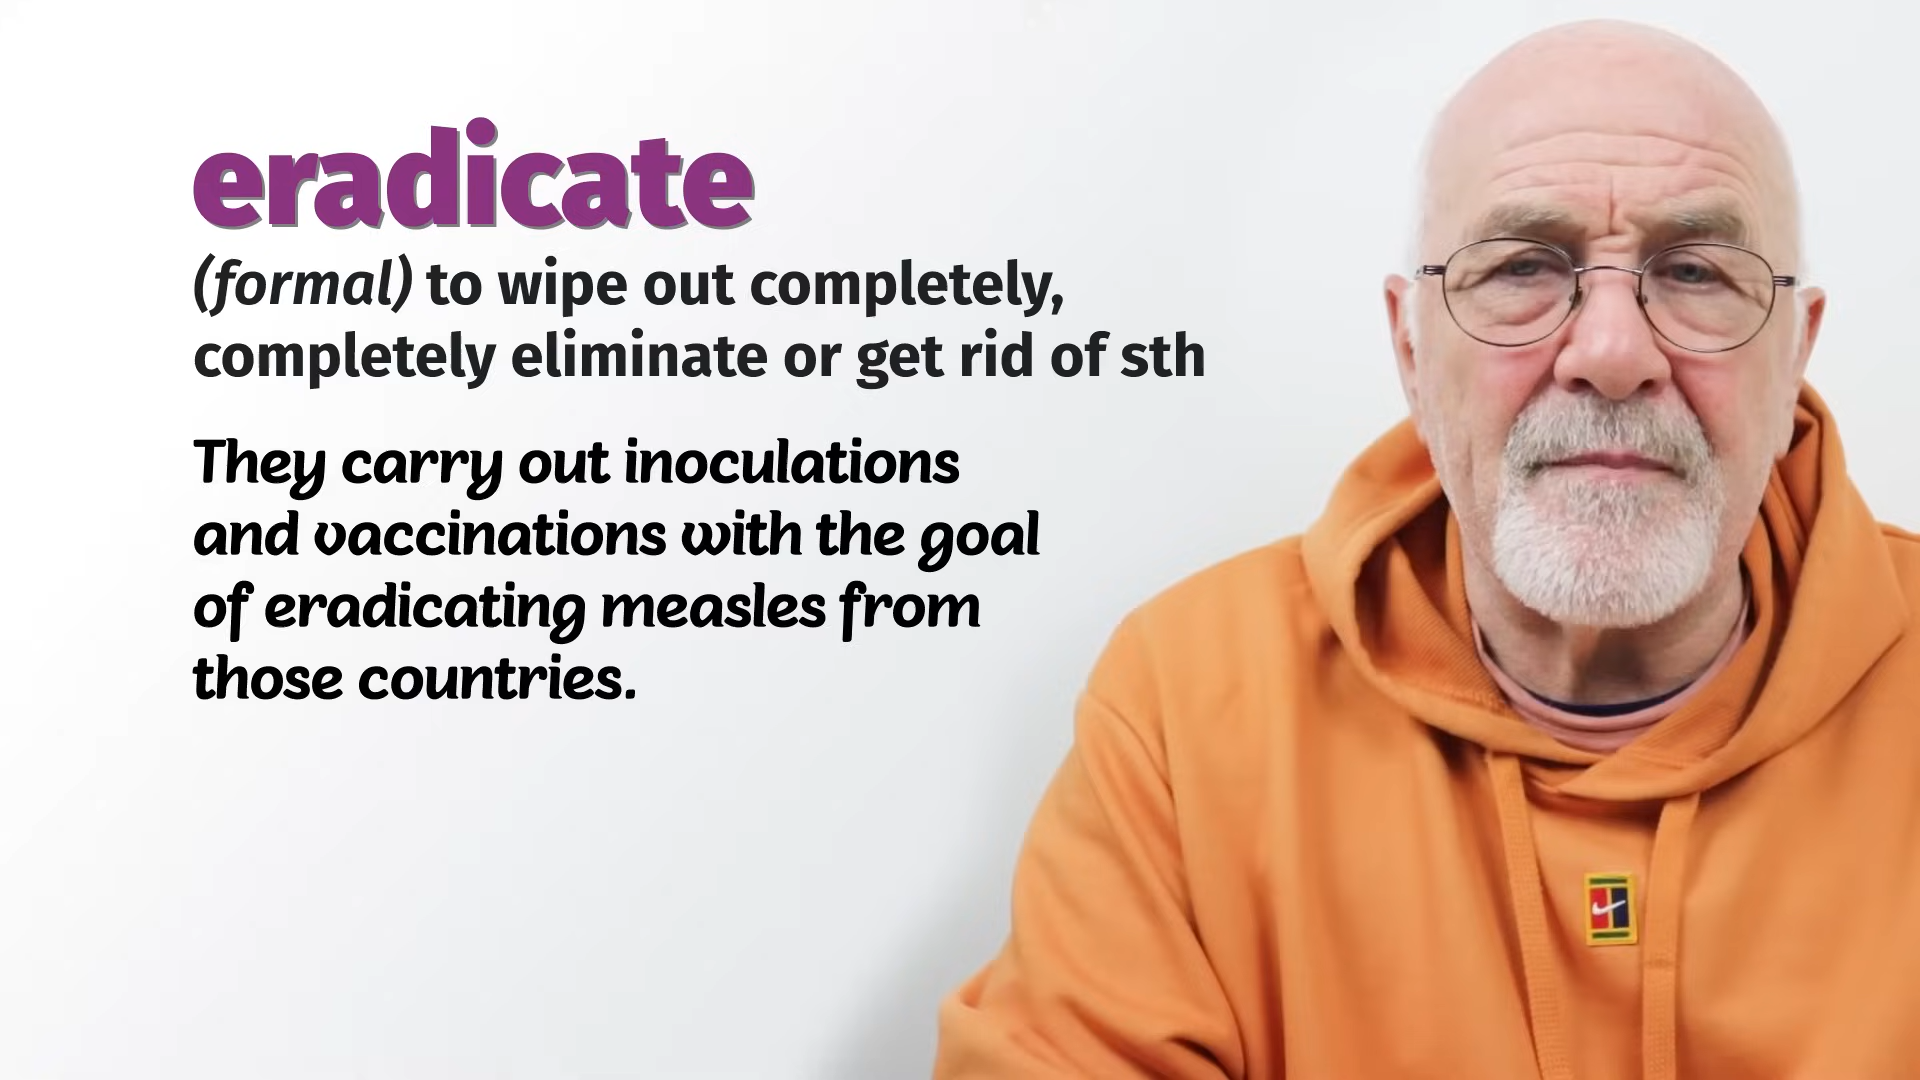 eradicate
(formal) to wipe out completely,
completely eliminate or get rid of sth
They carry out inoculations
and vaccinations with the goal
of eradicating measles from
those countries.